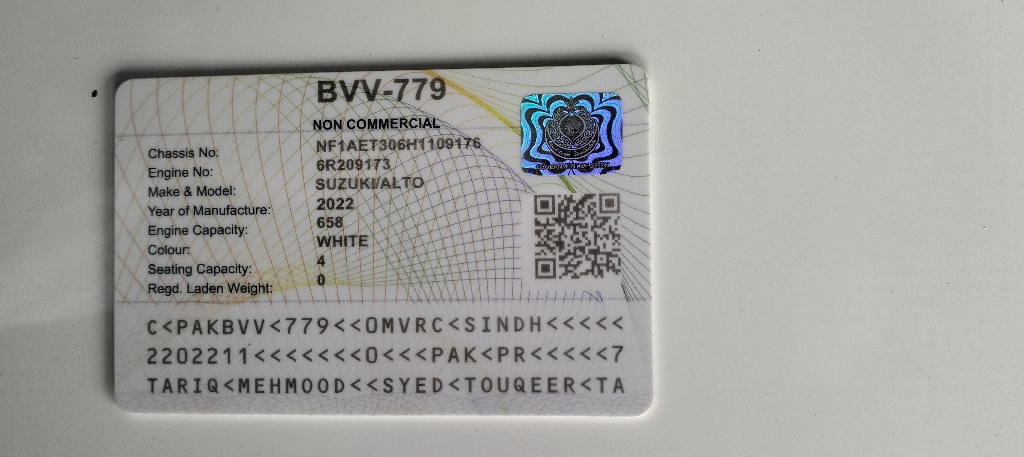 BVV-779
NON COMMERCIAL
Chassis No: NF1AET306H1109176
Engine No: 6R209173
Make & Model: SUZUKI/ALTO
Year of Manufacture: 2022
Engine Capacity: 658
Colour: WHITE
Seating Capacity: 4
Regd. Laden Weight: 0
C<PAKBVV<779<<OMVRC<SINDH<<<<<
2202211<<<<<<<0<<<PAK<PR<<<<<7
TARIQ<MEHMOOD<<SYED<TOUQEER<TA